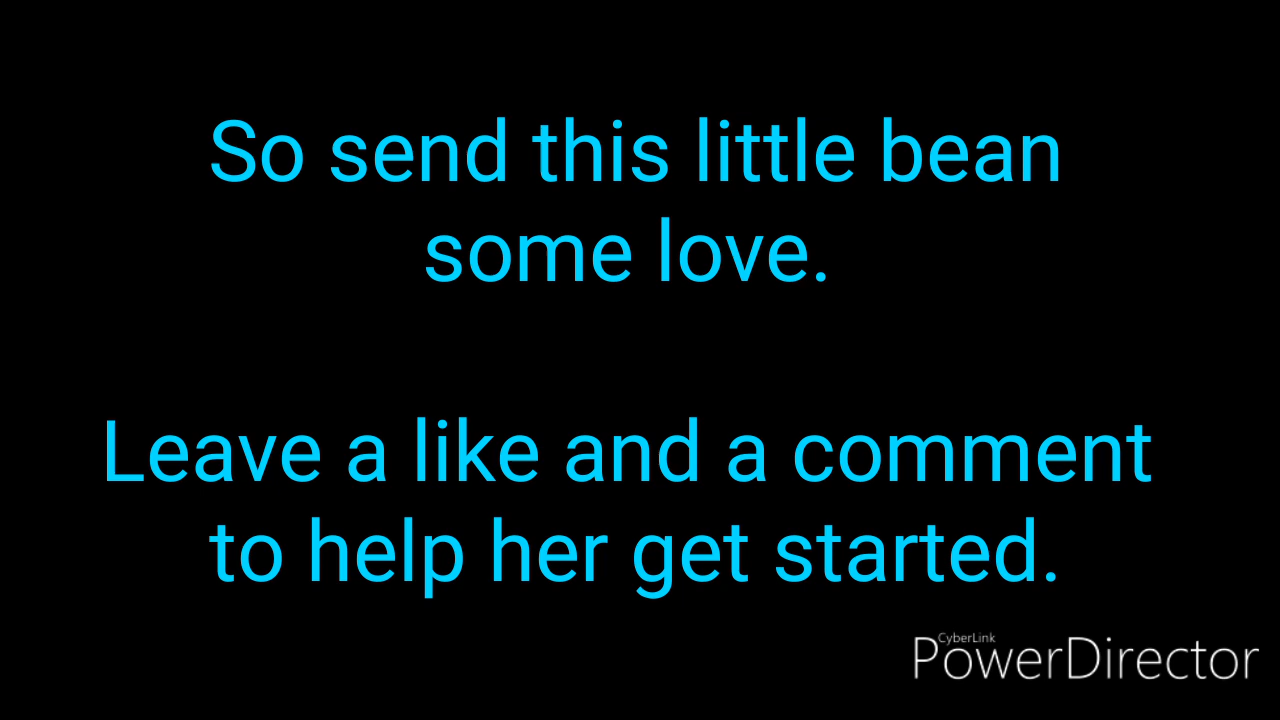 So send this little bean
some love.
Leave a like and a comment
to help her get started.
CyberLink
PowerDirector